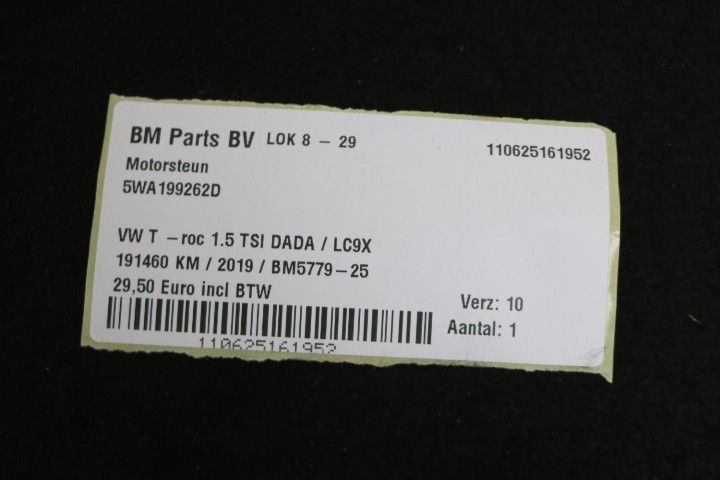 BM Parts BV LOK 8 - 29 110625161952
Motorsteun
5WA199262D
VW T -roc 1.5 TSI DADA / LC9X
191460 KM / 2019 / BM5779-25
29,50 Euro incl BTW
Verz: 10
Aantal: 1
110625161952